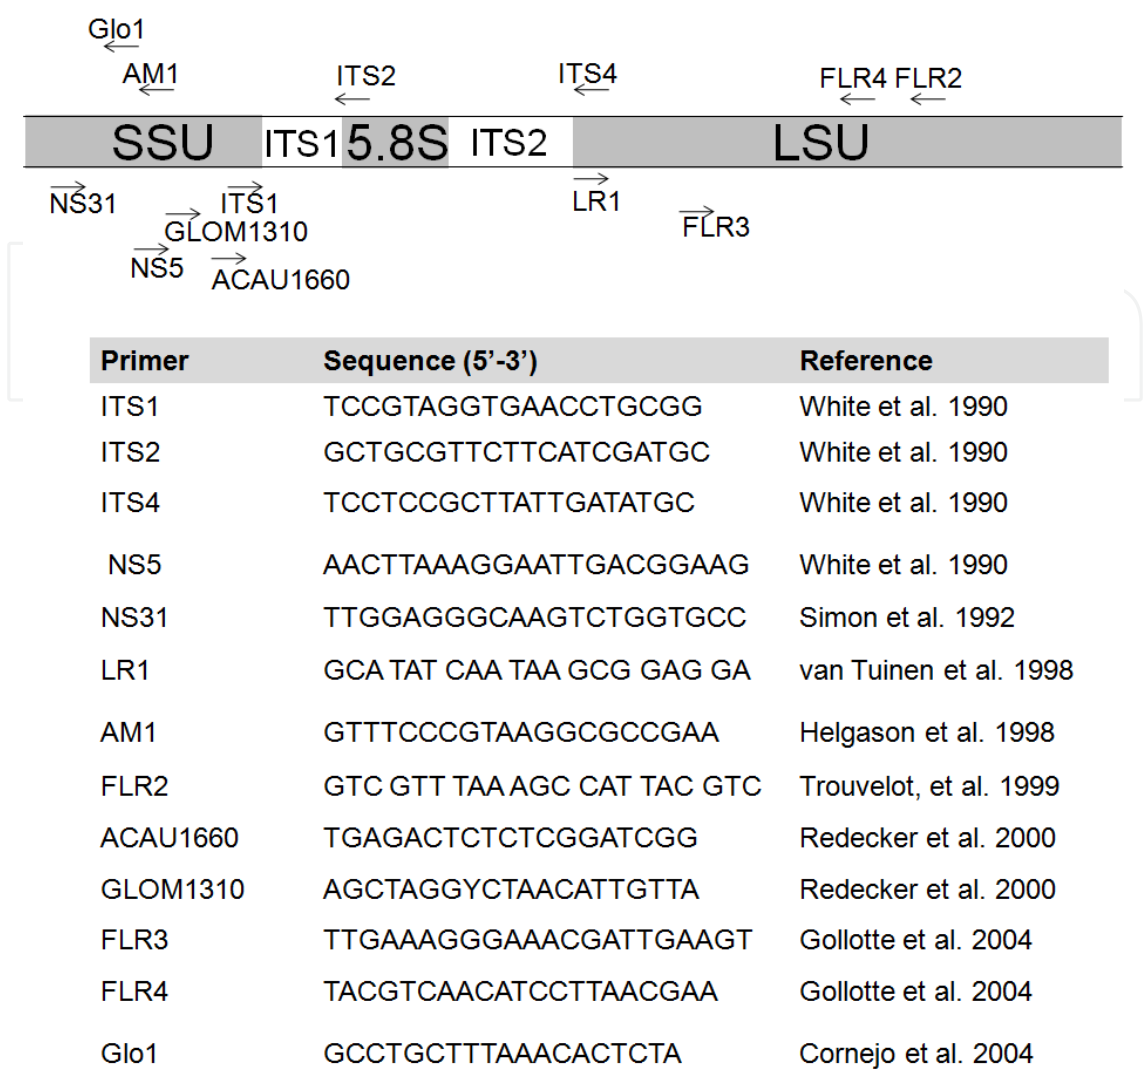 Glo1
AM1 ITS2 ITS4 FLR4 FLR2
SSU ITS1 5.8S ITS2 LSU
NS31 ITS1 LR1
GLOM1310 FLR3
NS5 ACAU1660
Primer Sequence (5’-3’) Reference
ITS1 TCCGTAGGTGAACCTGCGG White et al. 1990
ITS2 GCTGCGTTCTTCATCGATGC White et al. 1990
ITS4 TCCTCCGCTTATTGATATGC White et al. 1990
NS5 AACTTAAAGGAATTGACGGAAG White et al. 1990
NS31 TTGGAGGGCAAGTCTGGTGCC Simon et al. 1992
LR1 GCA TAT CAA TAA GCG GAG GA van Tuinen et al. 1998
AM1 GTTTCCCGTAAGGCGCCGAA Helgason et al. 1998
FLR2 GTC GTT TAA AGC CAT TAC GTC Trouvelot, et al. 1999
ACAU1660 TGAGACTCTCTCGGATCGG Redecker et al. 2000
GLOM1310 AGCTAGGYCTAACATTGTTA Redecker et al. 2000
FLR3 TTGAAAGGGAAACGATTGAAGT Gollotte et al. 2004
FLR4 TACGTCAACATCCTTAACGAA Gollotte et al. 2004
Glo1 GCCTGCTTTAAACACTCTA Cornejo et al. 2004